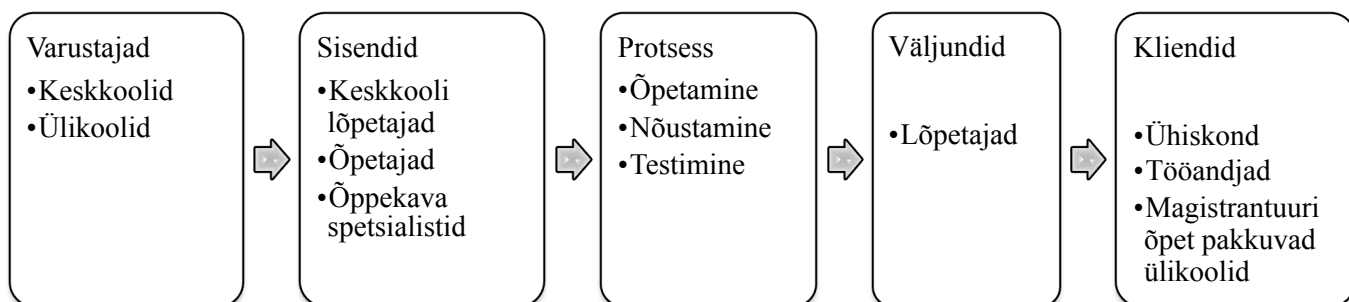 Varustajad
•Keskkoolid
•Ülikoolid
Sisendid
•Keskkooli
lõpetajad
•Õpetajad
•Õppekava
spetsialistid
Protsess
•Õpetamine
•Nõustamine
•Testimine
Väljundid
•Lõpetajad
Kliendid
•Ühiskond
•Tööandjad
•Magistrantuuri
õpet pakkuvad
ülikoolid